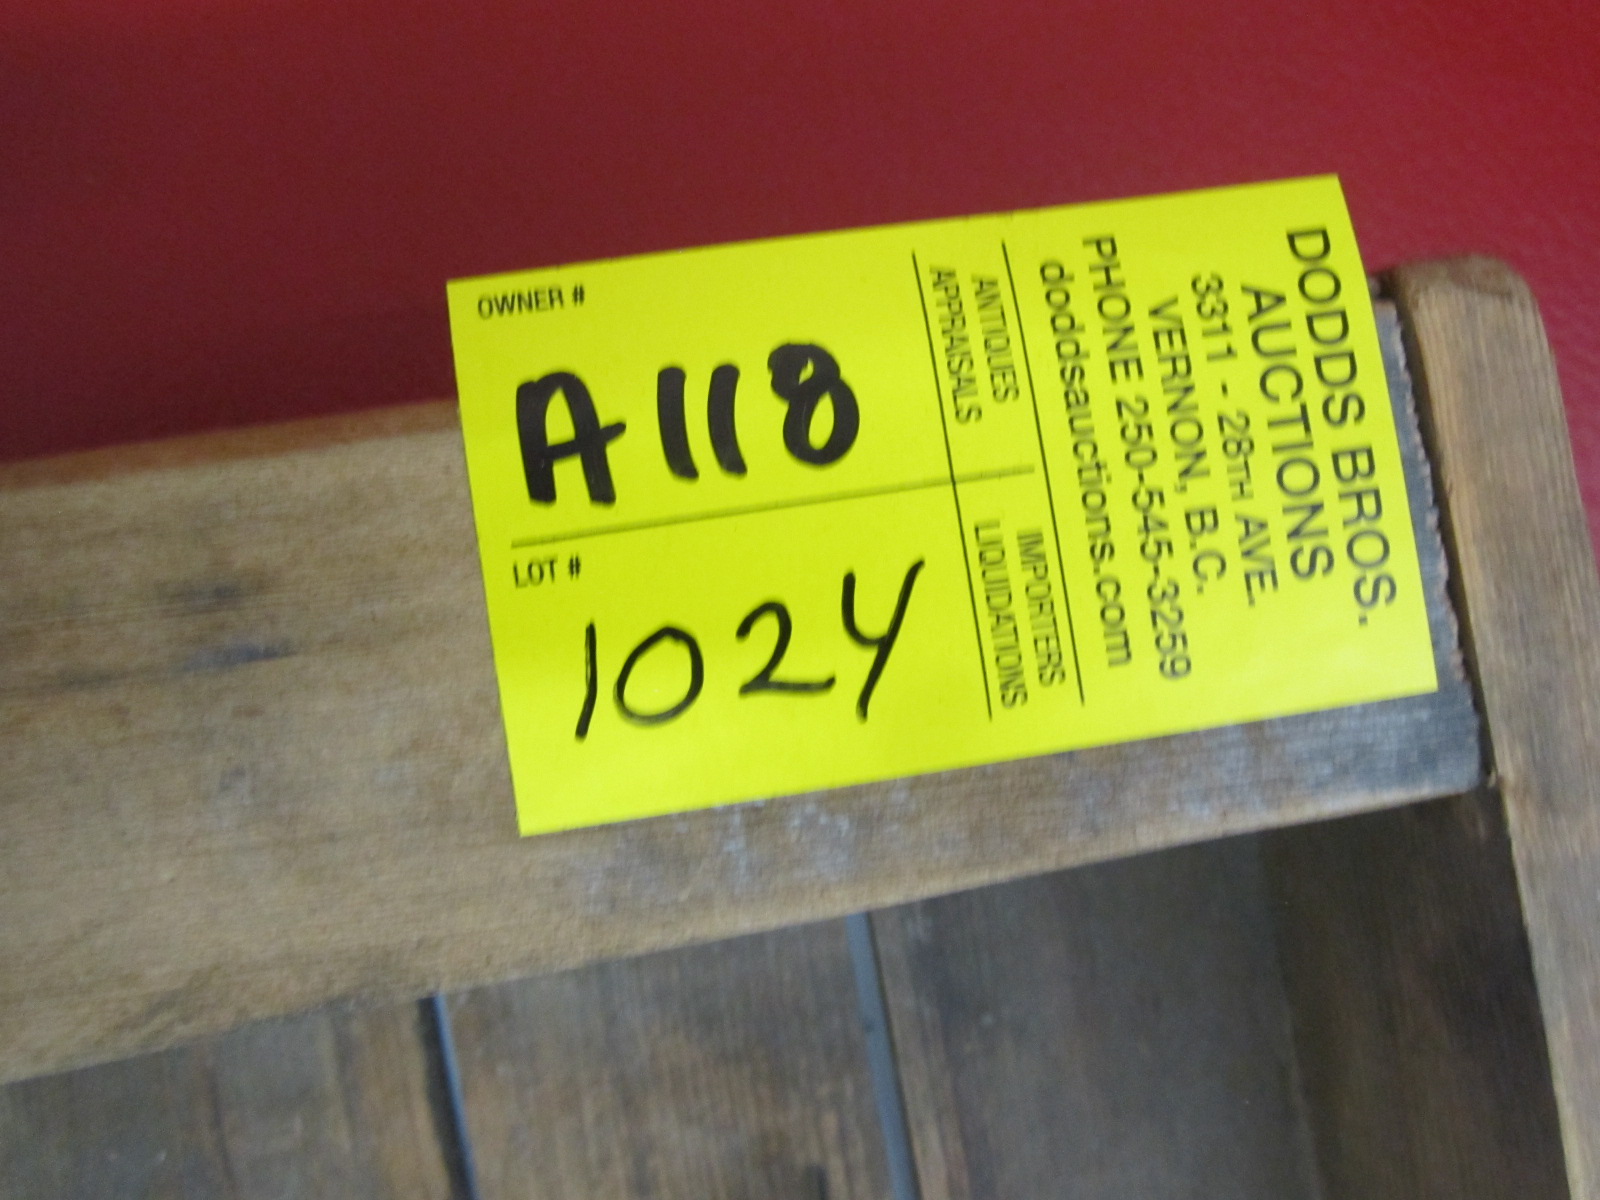 DODDS BROS.
AUCTIONS
3311 - 28TH AVE.
VERNON, B.C.
PHONE 250-545-3259
doddsauctions.com
ANTIQUES IMPORTERS
APPRAISALS LIQUIDATIONS
OWNER #
A118
LOT #
1024